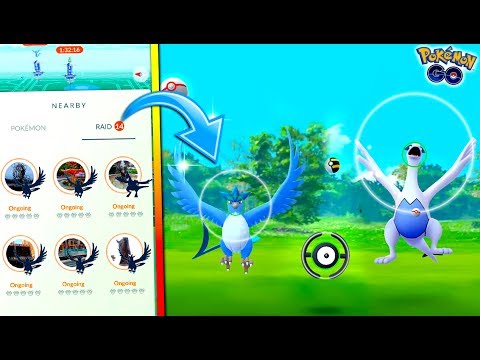 1:32:16
Pokémon
GO
NEARBY
POKÉMON
RAID 14
Ongoing
Ongoing
Ongoing
Ongoing
Ongoing
Ongoing